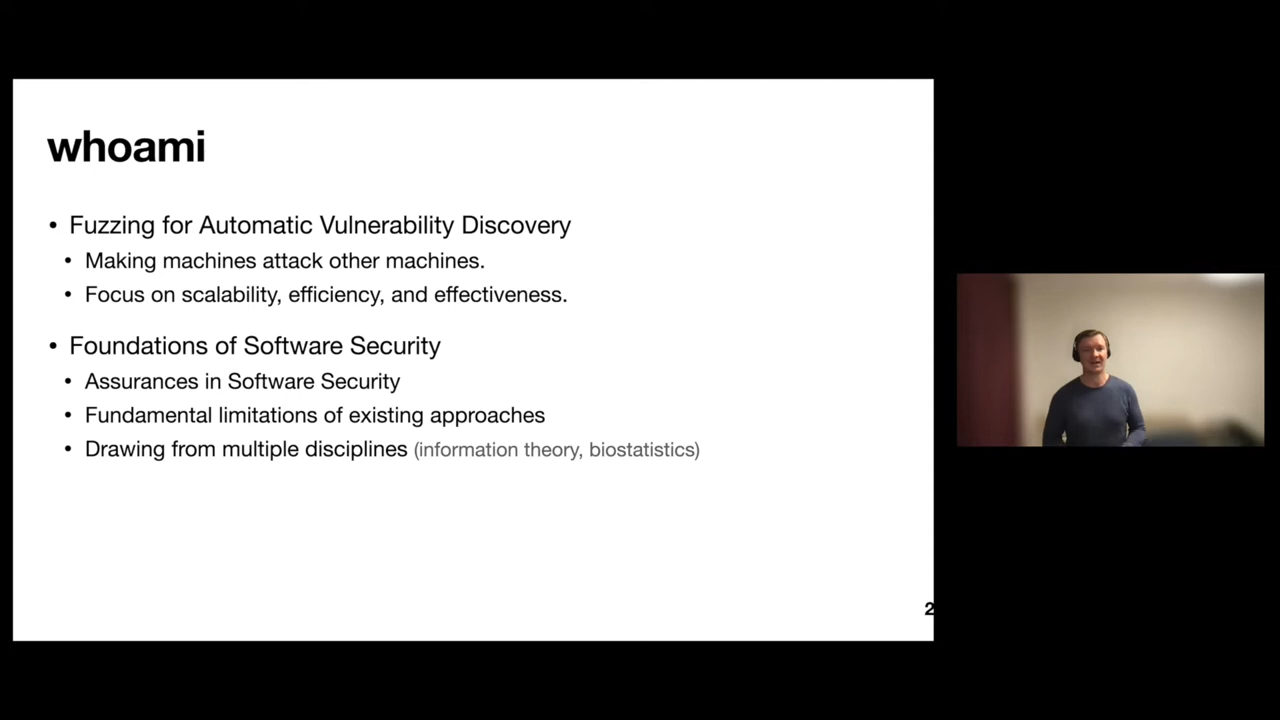 whoami
• Fuzzing for Automatic Vulnerability Discovery
• Making machines attack other machines.
• Focus on scalability, efficiency, and effectiveness.
• Foundations of Software Security
• Assurances in Software Security
• Fundamental limitations of existing approaches
• Drawing from multiple disciplines (information theory, biostatistics)
2